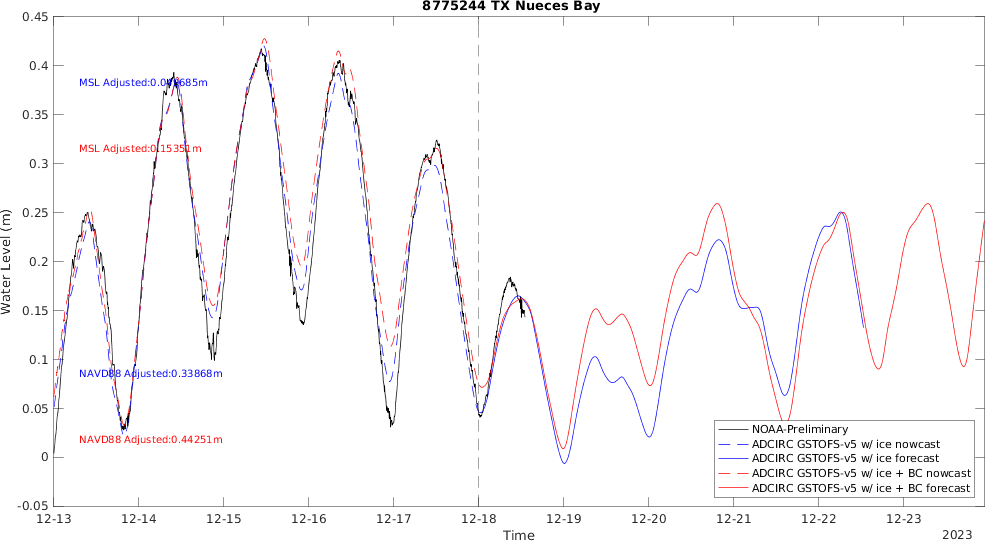 8775244 TX Nueces Bay
Water Level (m)
0.45
0.4
0.35
0.3
0.25
0.2
0.15
0.1
0.05
0
-0.05
MSL Adjusted:
MSL Adjusted:0.15351m
NAVD88 Adjusted:0.33868m
NAVD88 Adjusted:0.44251m
NOAA-Preliminary
ADCIRC GSTOFS-v5 w/ ice nowcast
ADCIRC GSTOFS-v5 w/ ice forecast
ADCIRC GSTOFS-v5 w/ ice + BC nowcast
ADCIRC GSTOFS-v5 w/ ice + BC forecast
12-13 12-14 12-15 12-16 12-17 12-18 12-19 12-20 12-21 12-22 12-23
Time
2023